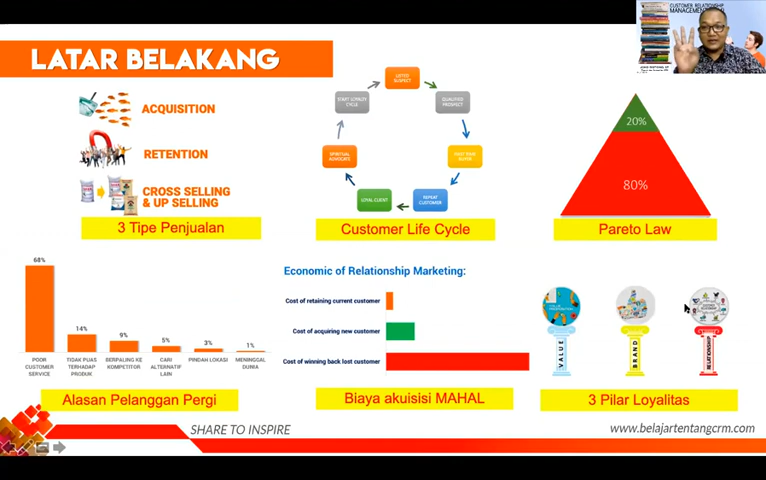 LATAR BELAKANG
CUSTOMER RELATIONSHIP
ACQUISITION
RETENTION
CROSS SELLING
& UP SELLING
3 Tipe Penjualan
LISTED
SUSPECT
QUALIFIED
PROSPECT
FIRST TIME
BUYER
REPEAT
CUSTOMER
LOYAL CLIENT
SPIRITUAL
ADVOCATE
START LOYALTY
CYCLE
Customer Life Cycle
20%
80%
Pareto Law
68%
14%
9%
5%
3%
1%
POOR
CUSTOMER
SERVICE
TIDAK PUAS
TERHADAP
PRODUK
BERPALING KE
KOMPETITOR
CARI
ALTERNATIF
LAIN
PINDAH LOKASI
MENINGGAL
DUNIA
Alasan Pelanggan Pergi
Economic of Relationship Marketing:
Cost of retaining current customer
Cost of acquiring new customer
Cost of winning back lost customer
Biaya akuisisi MAHAL
VALUE
BRAND
RELATIONSHIP
3 Pilar Loyalitas
SHARE TO INSPIRE
www.belajartentangcrm.com